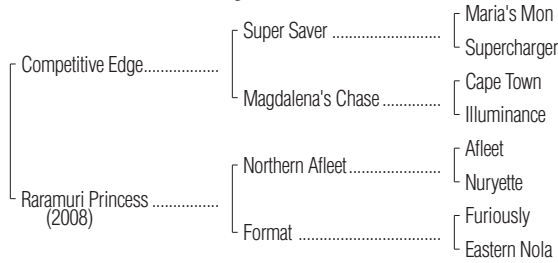 Maria's Mon
Super Saver ..........................
Supercharger
Competitive Edge..................
Cape Town
Magdalena's Chase ..............
Illuminance
Afleet
Northern Afleet......................
Nuryette
Raramuri Princess ................
(2008)
Furiously
Format ..................................
Eastern Nola